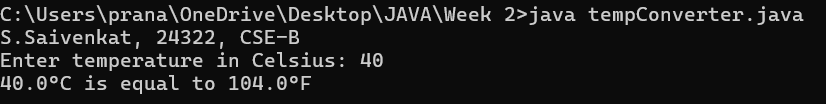 C:\Users\prana\OneDrive\Desktop\JAVA\Week 2>java tempConverter.java
S.Saivenkat, 24322, CSE-B
Enter temperature in Celsius: 40
40.0°C is equal to 104.0°F